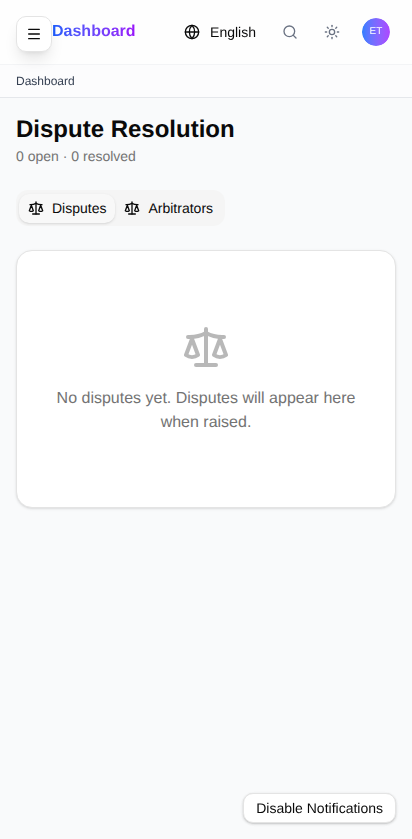 Dashboard
English
ET
Dashboard
Dispute Resolution
0 open · 0 resolved
Disputes
Arbitrators
No disputes yet. Disputes will appear here
when raised.
Disable Notifications